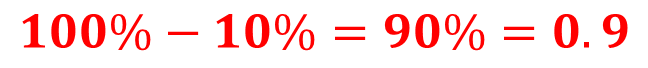 100% − 10% = 90% = 0.9